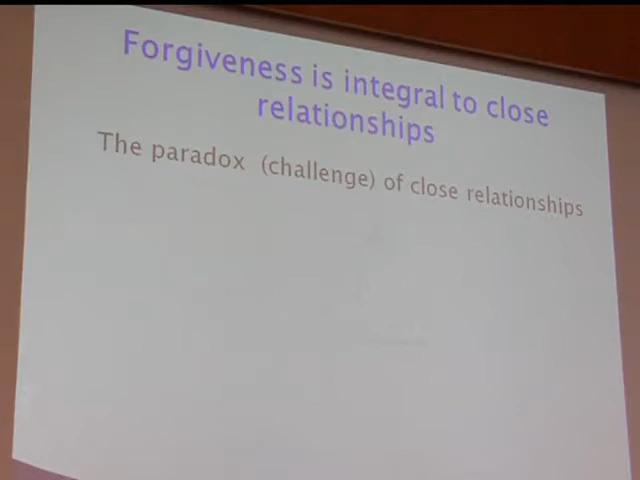 Forgiveness is integral to close
relationships
The paradox (challenge) of close relationships